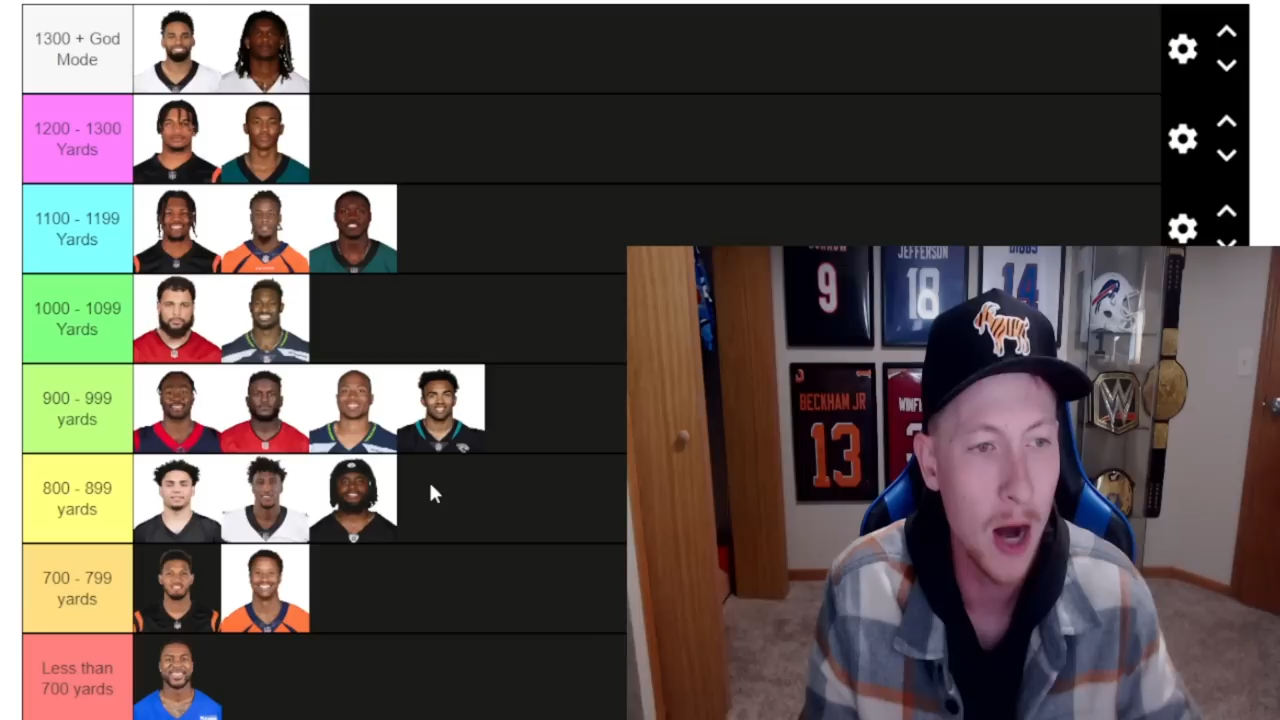 1300 + God
Mode
1200 - 1300
Yards
1100 - 1199
Yards
1000 - 1099
Yards
900 - 999
yards
800 - 899
yards
700 - 799
yards
Less than
700 yards
9
JEFFERSON
18
14
BECKHAM JR
13